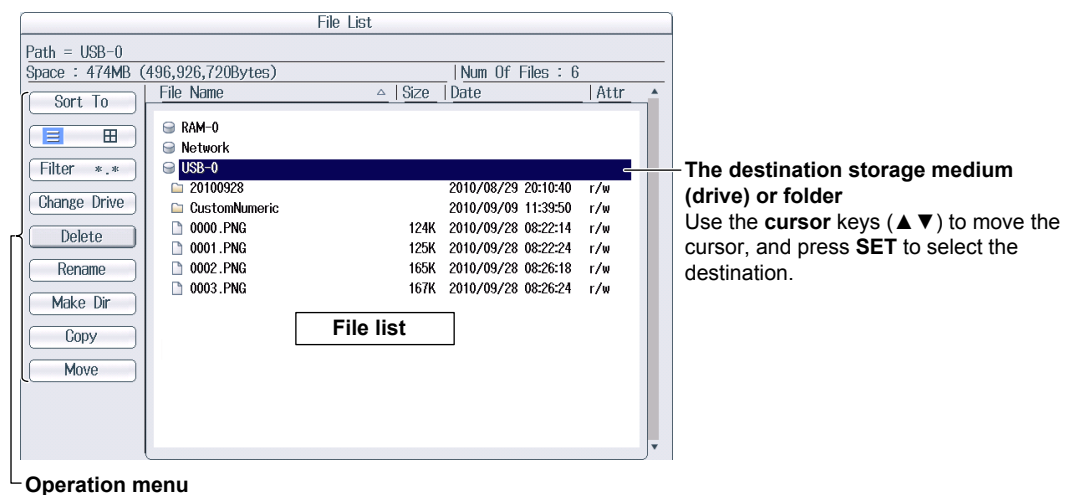 File List
Path = USB-0
Space : 474MB (496,926,720Bytes) Num Of Files : 6
File Name Size Date Attr
Sort To
Filter *.*
Change Drive
Delete
Rename
Make Dir
Copy
Move
RAM-0
Network
USB-0
20100928 2010/08/29 20:10:40 r/w
CustomNumeric 2010/09/09 11:39:50 r/w
0000.PNG 124K 2010/09/28 08:22:14 r/w
0001.PNG 125K 2010/09/28 08:22:24 r/w
0002.PNG 165K 2010/09/28 08:26:18 r/w
0003.PNG 167K 2010/09/28 08:26:24 r/w
File list
The destination storage medium
(drive) or folder
Use the cursor keys (▲▼) to move the
cursor, and press SET to select the
destination.
Operation menu